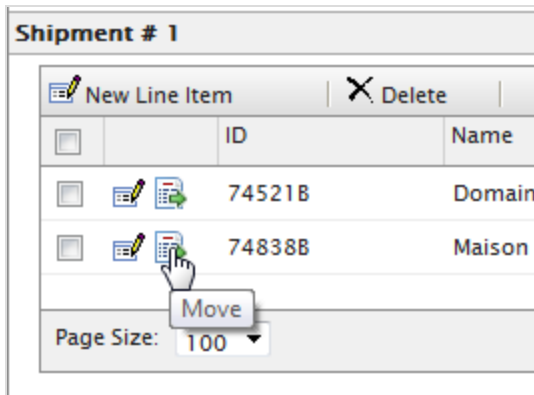 Shipment # 1
New Line Item | Delete |
ID Name
74521B Domain
74838B Maison
Move
Page Size: 100